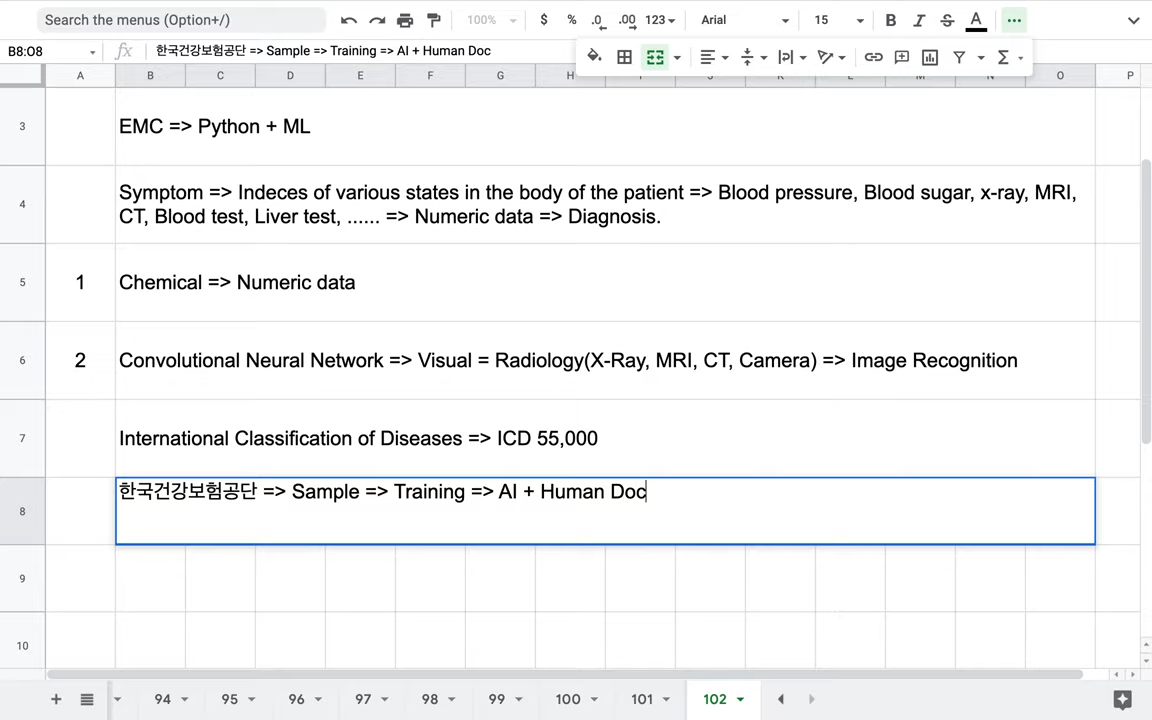 Search the menus (Option+/)
100%
$ % .0 .00 123
Arial
15
B I S A
B8:O8
fx
한국건강보험공단 => Sample => Training => AI + Human Doc
A B C D E F G H O P
3
EMC => Python + ML
4
Symptom => Indeces of various states in the body of the patient => Blood pressure, Blood sugar, x-ray, MRI,
CT, Blood test, Liver test, ...... => Numeric data => Diagnosis.
5
1
Chemical => Numeric data
6
2
Convolutional Neural Network => Visual = Radiology(X-Ray, MRI, CT, Camera) => Image Recognition
7
International Classification of Diseases => ICD 55,000
8
한국건강보험공단 => Sample => Training => AI + Human Doc
9
10
94 95 96 97 98 99 100 101 102